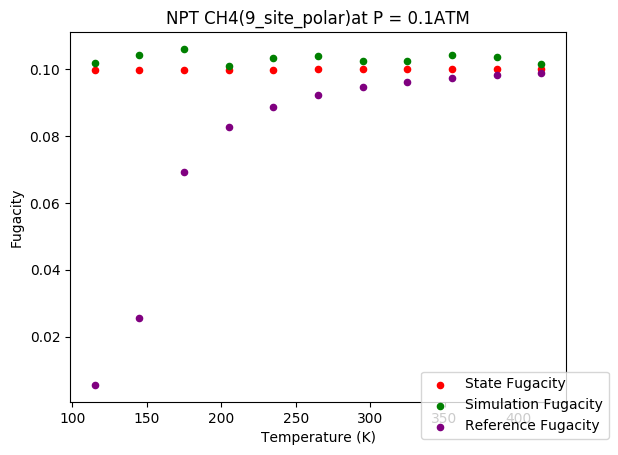 NPT CH4(9_site_polar)at P = 0.1ATM
Fugacity
0.10
0.08
0.06
0.04
0.02
100 150 200 250 300 350 400
Temperature (K)
State Fugacity
Simulation Fugacity
Reference Fugacity